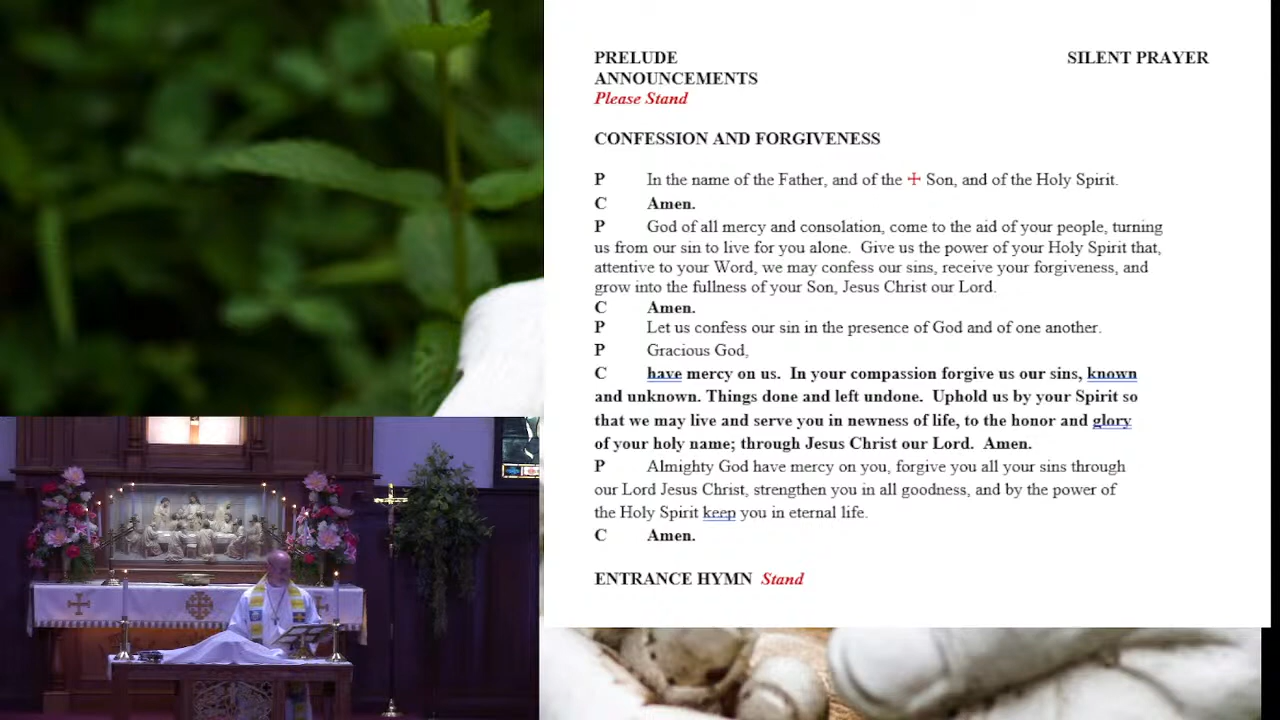 PRELUDE SILENT PRAYER
ANNOUNCEMENTS
Please Stand
CONFESSION AND FORGIVENESS
P In the name of the Father, and of the ☩ Son, and of the Holy Spirit.
C Amen.
P God of all mercy and consolation, come to the aid of your people, turning
us from our sin to live for you alone. Give us the power of your Holy Spirit that,
attentive to your Word, we may confess our sins, receive your forgiveness, and
grow into the fullness of your Son, Jesus Christ our Lord.
C Amen.
P Let us confess our sin in the presence of God and of one another.
P Gracious God,
C have mercy on us. In your compassion forgive us our sins, known
and unknown. Things done and left undone. Uphold us by your Spirit so
that we may live and serve you in newness of life, to the honor and glory
of your holy name; through Jesus Christ our Lord. Amen.
P Almighty God have mercy on you, forgive you all your sins through
our Lord Jesus Christ, strengthen you in all goodness, and by the power of
the Holy Spirit keep you in eternal life.
C Amen.
ENTRANCE HYMN Stand